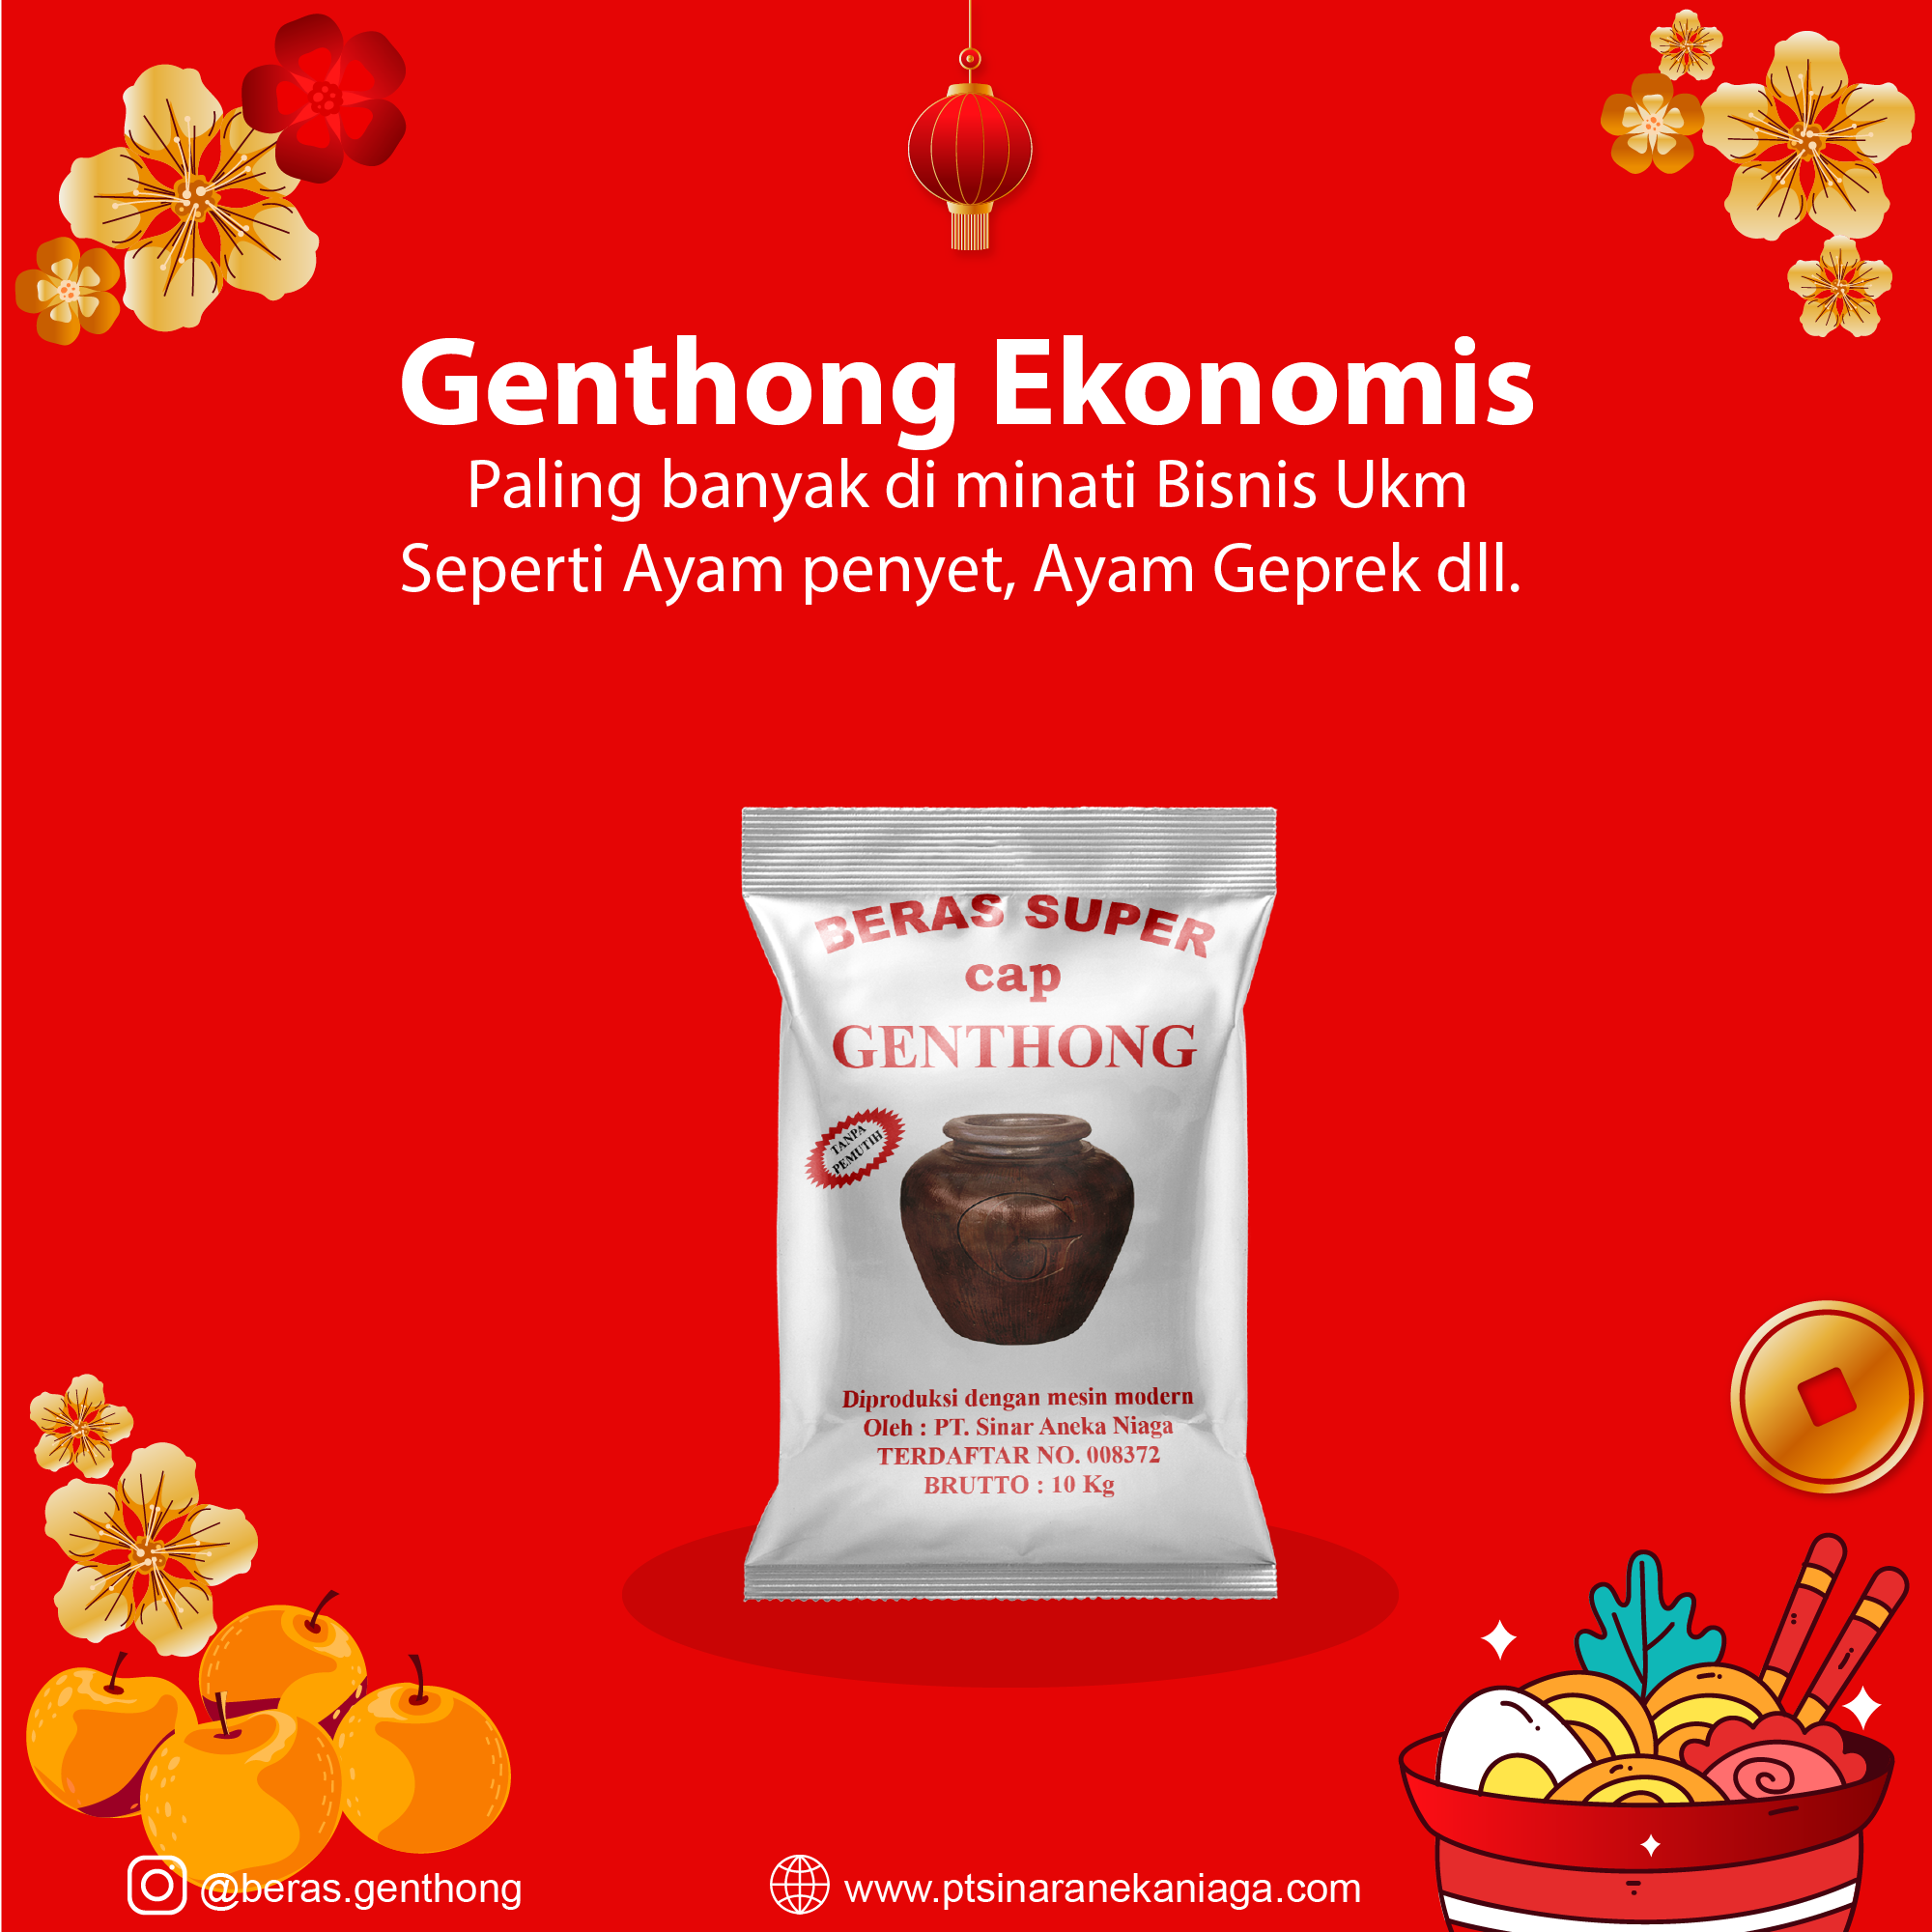 Genthong Ekonomis
Paling banyak di minati Bisnis Ukm
Seperti Ayam penyet, Ayam Geprek dll.
BERAS SUPER
cap
GENTHONG
TANPA
PEMUTIH
G
Diproduksi dengan mesin modern
Oleh : PT. Sinar Aneka Niaga
TERDAFTAR NO. 008372
BRUTTO : 10 Kg
@beras.genthong
www.ptsinaranekaniaga.com